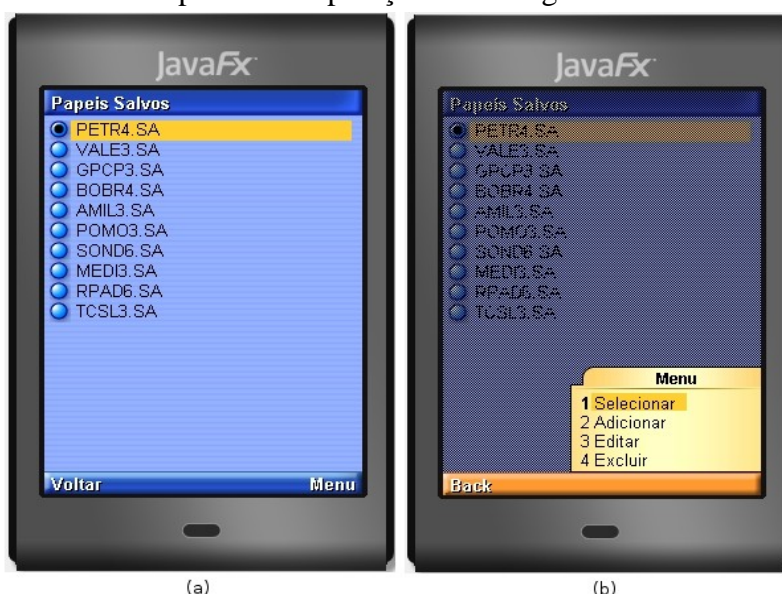 JavaFx
Papeis Salvos
PETR4.SA
VALE3.SA
GPCP3.SA
BOBR4.SA
AMIL3.SA
POMO3.SA
SOND6.SA
MEDI3.SA
RPAD6.SA
TCSL3.SA
Voltar Menu
(a)
JavaFx
Papeis Salvos
PETR4.SA
VALE3.SA
GPCP3.SA
BOBR4.SA
AMIL3.SA
POMO3.SA
SOND6.SA
MEDI3.SA
RPAD6.SA
TCSL3.SA
Menu
1 Selecionar
2 Adicionar
3 Editar
4 Excluir
Back
(b)